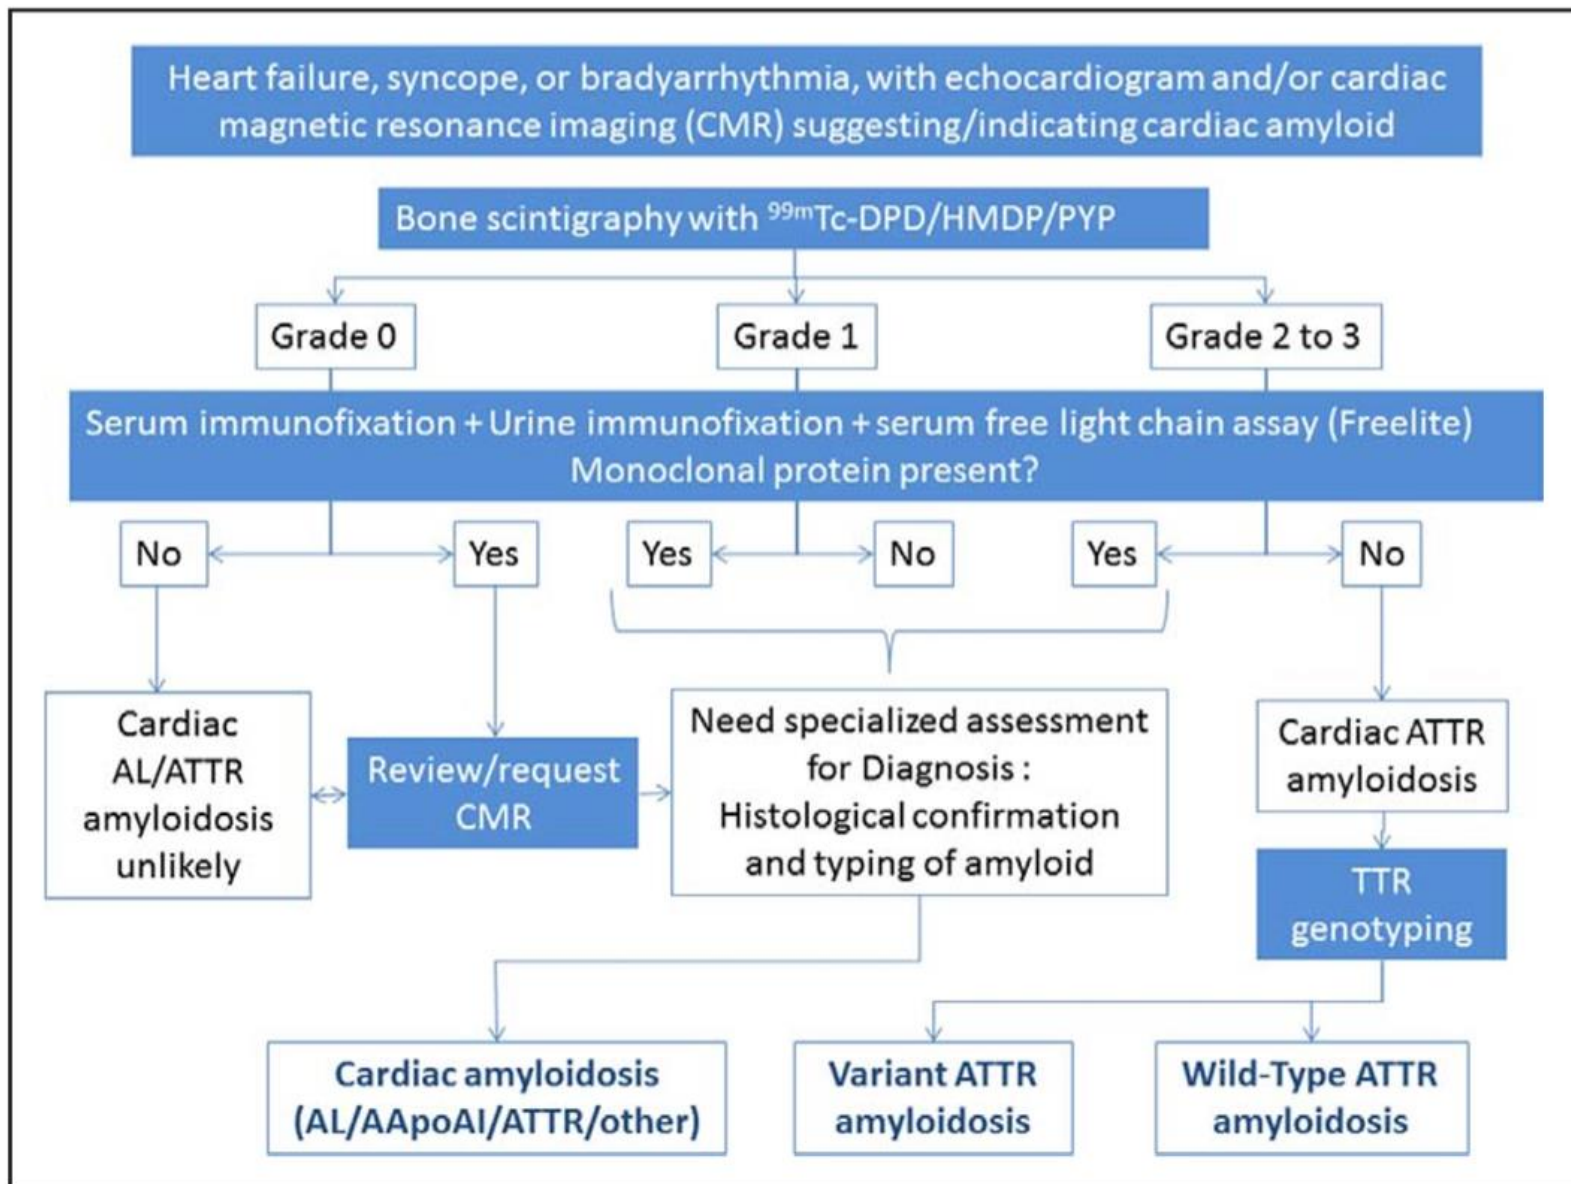 Heart failure, syncope, or bradyarrhythmia, with echocardiogram and/or cardiac
magnetic resonance imaging (CMR) suggesting/indicating cardiac amyloid
Bone scintigraphy with ⁹⁹ᵐTc-DPD/HMDP/PYP
Grade 0
Grade 1
Grade 2 to 3
Serum immunofixation + Urine immunofixation + serum free light chain assay (Freelite)
Monoclonal protein present?
No
Yes
Yes
No
Yes
No
Cardiac
AL/ATTR
amyloidosis
unlikely
Review/request
CMR
Need specialized assessment
for Diagnosis :
Histological confirmation
and typing of amyloid
Cardiac ATTR
amyloidosis
TTR
genotyping
Cardiac amyloidosis
(AL/AApoAI/ATTR/other)
Variant ATTR
amyloidosis
Wild-Type ATTR
amyloidosis